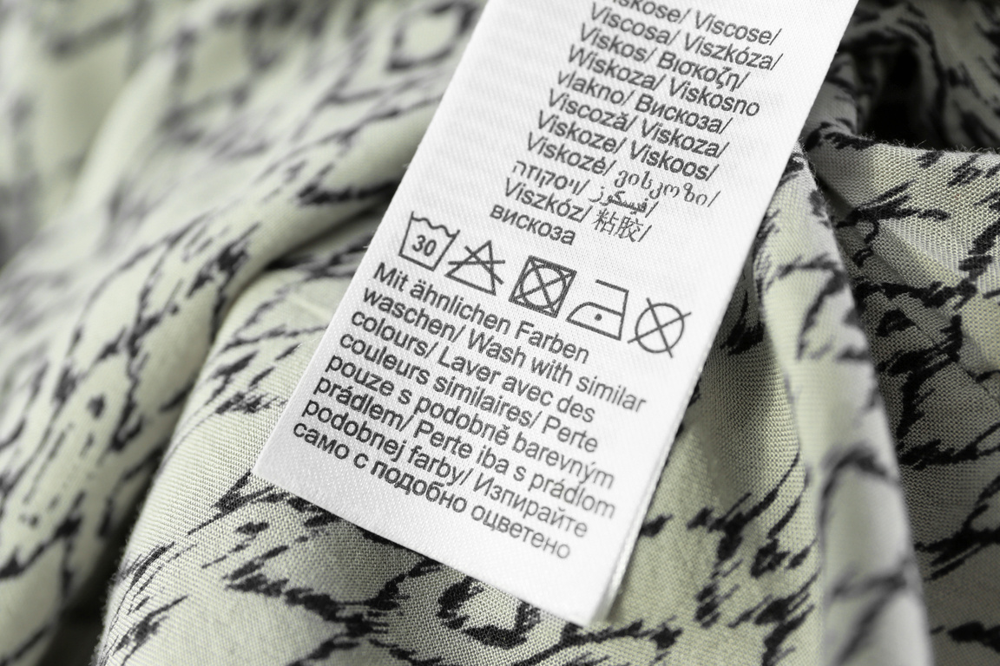 Viskose/ Viscose/
Viscosa/ Viszkóza/
Viskos/ Βισκοζη/
Wiskoza/ Viskosno
vlakno/ Вискоза/
Viscoză/ Viskoza/
Viskoze/ Viskoos/
Viskozė/ ვისკოზი/
ויסקוזה/ فيسكوز/
Viszkóz/ 粘胶/
вискоза
30
Mit ähnlichen Farben
waschen/ Wash with similar
colours/ Laver avec des
couleurs similaires/ Perte
pouze s podobně barevným
prádlem/ Perte iba s prádlom
podobnej farby/ Изпирайте
само с подобно оцветено